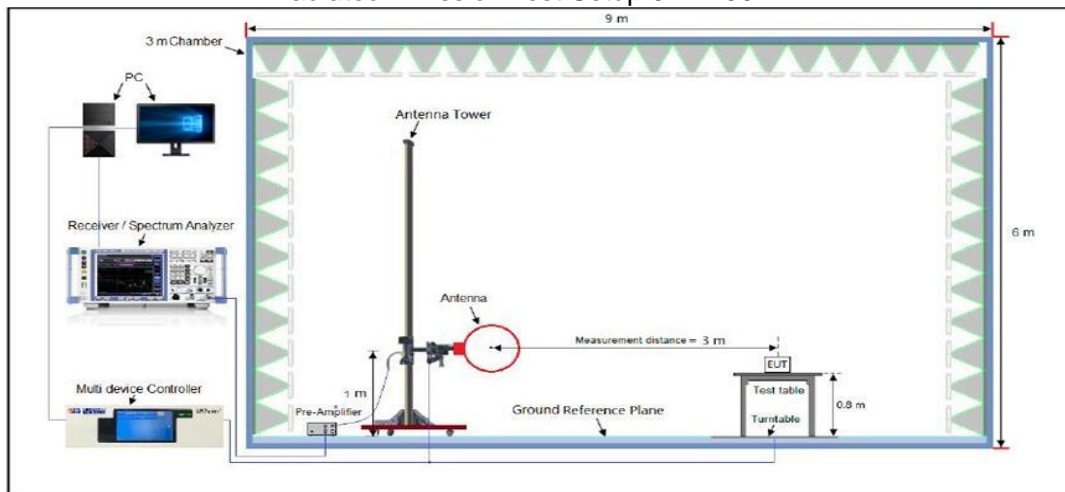 9 m
3 m Chamber
PC
Antenna Tower
Receiver / Spectrum Analyzer
6 m
Antenna
Measurement distance = 3 m
EUT
Multi device Controller
1 m
Test table
0.8 m
Pre-Amplifier
Ground Reference Plane
Turntable